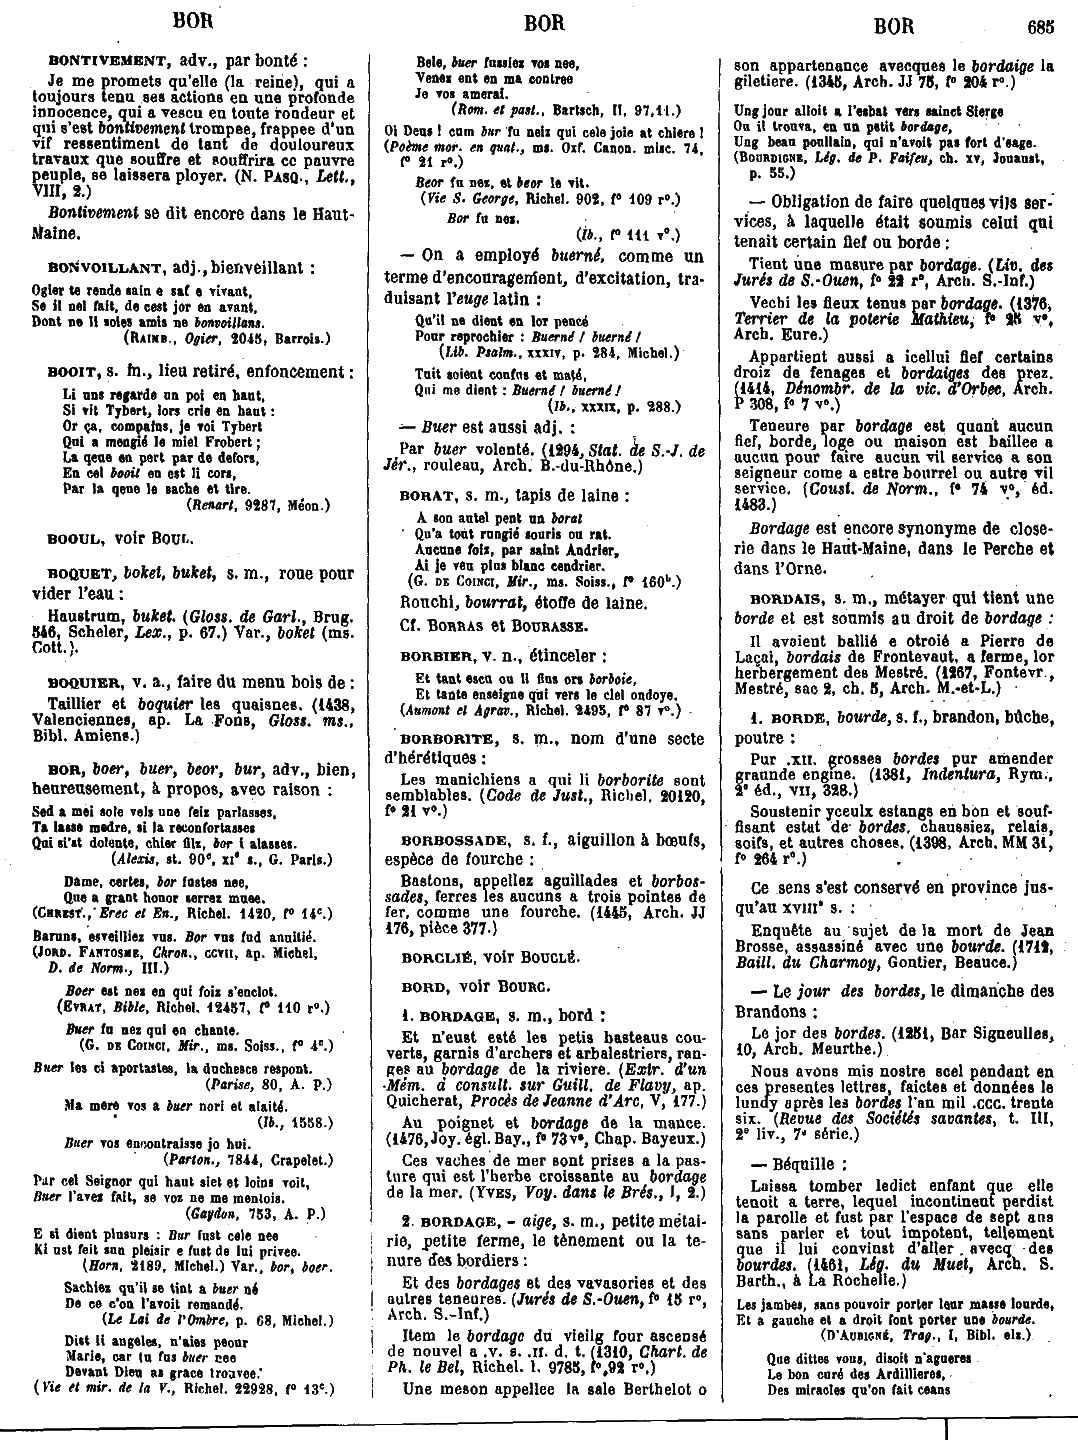 BOR
BOR
BOR
685
BONTIVEMENT, adv., par bonté :
Je me promets qu'elle (la reine), qui a
toujours tenu ses actions en une profonde
innocence, qui a vescu en toute rondeur et
qui s'est bontivement trompee, frappee d'un
vif ressentiment de tant de douloureux
travaux que souffre et souffrira ce pauvre
peuple, se laissera ployer. (N. PASQ., Lett.,
VIII, 2.)
Bontivement se dit encore dans le Haut-
Maine.
BONVOILLANT, adj., bienveillant :
Ogier te rende sain e saf e vivant,
Se il nel fait, de cest jor en avant,
Dont ne li soies amis ne bonvoillans.
(RAIMB., Ogier, 2045, Barrois.)
BOOIT, s. m., lieu retiré, enfoncement :
Li uns regarde un poi en haut,
Si vit Tybert, lors crie en haut :
Or ça, compains, je voi Tybert
Qui a mengié le miel Frobert ;
La qeue en pert par de defors,
En cel booit en est li cors,
Par la qeue le sache et tire.
(Renart, 9287, Méon.)
BOOUL, voir BOUL.
BOQUET, boket, buket, s. m., roue pour
vider l'eau :
Haustrum, buket. (Gloss. de Garl., Brug.
546, Scheler, Lex., p. 67.) Var., boket (ms.
Cott.).
BOQUIER, v. a., faire du menu bois de :
Taillier et boquier les quaisnes. (1438,
Valenciennes, ap. La Fons, Gloss. ms.,
Bibl. Amiens.)
BOR, boer, buer, beor, bur, adv., bien,
heureusement, à propos, avec raison :
Sed a mei sole vels une feiz parlasses,
Ta lasse medre, si la reconfortasses
Qui si'st dolente, chier filz, bor i alasses.
(Alexis, st. 90e, XIe s., G. Paris.)
Dame, certes, bor fustes nee,
Que a grant honor serrez muee.
(CHREST., Erec et En., Richel. 1420, fº 14c.)
Baruns, esveilliez vus. Bor vus fud anuitié.
(JORD. FANTOSME, Chron., CCVII, ap. Michel,
D. de Norm., III.)
Boer est nez en qui foiz s'enclot.
(EVRAT, Bible, Richel. 12457, fº 110 rº.)
Buer fu nez qui en chante.
(G. DE COINCI, Mir., ms. Soiss., fº 4c.)
Buer les ci aportastes, la duchesce respont.
(Parise, 80, A. P.)
Ma mere vos a buer nori et alaité.
(Ib., 1558.)
Buer vos encontraisse jo hui.
(Parton., 7844, Crapelet.)
Par cel Seignor qui haut siet et loins voit,
Buer l'aves fait, se voz ne me mentois.
(Gaydon, 753, A. P.)
E si dient plusurs : Bur fust cele nee
Ki ust feit sun pleisir e fust de lui privee.
(Horn, 2189, Michel.) Var., bor, boer.
Sachiez qu'il se tint a buer né
De ce c'on l'avoit remandé.
(Le Lai de l'Ombre, p. 68, Michel.)
Dist li angeles, n'aies peour
Marie, car tu fus buer nee
Devant Dieu as grace trouvee.
(Vie et mir. de la V., Richel. 22928, fº 13c.)
Bele, buer fussiez vos nee,
Venez ent en ma contree
Je vos amerai.
(Rom. et past., Bartsch, II, 97,11.)
Oi Deus ! cum bur fu neiz qui cele joie at chiere !
(Poème mor. en quat., ms. Oxf. Canon. misc. 74,
fº 21 rº.)
Beor fu nez, et beor le vit.
(Vie S. George, Richel. 902, fº 109 rº.)
Bor fu nez.
(Ib., fº 111 vº.)
— On a employé buerné, comme un
terme d'encouragement, d'excitation, tra-
duisant l'euge latin :
Qu'il ne dient en lor pencé
Pour reprochier : Buerné ! buerné !
(Lib. Psalm., XXXIV, p. 284, Michel.)
Tuit soient confus et maté,
Qui me dient : Buerné ! buerné !
(Ib., XXXIX, p. 288.)
— Buer est aussi adj. :
Par buer volenté. (1294, Stat. de S.-J. de
Jér., rouleau, Arch. B.-du-Rhône.)
BORAT, s. m., tapis de laine :
A son autel pent un borat
Qu'a tout rungié souris ou rat.
Aucune foiz, par saint Andrier,
Ai je veu plus blanc cendrier.
(G. DE COINCI, Mir., ms. Soiss., fº 160b.)
Rouchi, bourrat, étoffe de laine.
Cf. BORRAS et BOURASSE.
BORBIER, v. n., étinceler :
Et tant escu ou li fins ors borboie,
Et tante enseigne qui vers le ciel ondoye.
(Aumont et Agrav., Richel. 2495, fº 87 vº.)
BORBORITE, s. m., nom d'une secte
d'hérétiques :
Les manichiens a qui li borborite sont
semblables. (Code de Just., Richel. 20120,
fº 21 vº.)
BORBOSSADE, s. f., aiguillon à bœufs,
espèce de fourche :
Bastons, appellez aguillades et borbos-
sades, ferres les aucuns a trois pointes de
fer, comme une fourche. (1445, Arch. JJ
176, pièce 377.)
BORCLIÉ, voir BOUCLÉ.
BORD, voir BOURC.
1. BORDAGE, s. m., bord :
Et n'eust esté les petis basteaus cou-
verts, garnis d'archers et arbalestriers, ran-
ges au bordage de la riviere. (Extr. d'un
Mém. à consult. sur Guill. de Flavy, ap.
Quicherat, Procès de Jeanne d'Arc, V, 177.)
Au poignet et bordage de la mance.
(1476, Joy. égl. Bay., fº 73vº, Chap. Bayeux.)
Ces vaches de mer sont prises a la pas-
ture qui est l'herbe croissante au bordage
de la mer. (YVES, Voy. dans le Brés., I, 2.)
2. BORDAGE, - aige, s. m., petite métai-
rie, petite ferme, le tènement ou la te-
nure des bordiers :
Et des bordages et des vavasories et des
autres teneures. (Jurés de S.-Ouen, fº 15 rº,
Arch. S.-Inf.)
Item le bordage du vieilg four ascensé
de nouvel a .v. s. .II. d. t. (1310, Chart. de
Ph. le Bel, Richel. l. 9785, fº 92 rº.)
Une meson appellee la sale Berthelot o
son appartenance avecques le bordaige la
giletiere. (1345, Arch. JJ 75, fº 204 rº.)
Ung jour alloit a l'esbat vers sainct Sierge
Ou il trouva, en un petit bordage,
Ung beau poullain, qui n'avoit pas fort d'eage.
(BOURDIGNE, Lég. de P. Faifeu, ch. XV, Jouaust,
p. 55.)
— Obligation de faire quelques vils ser-
vices, à laquelle était soumis celui qui
tenait certain fief ou borde :
Tient une masure par bordage. (Liv. des
Jurés de S.-Ouen, fº 22 rº, Arch. S.-Inf.)
Vechi les fieux tenus par bordage. (1376,
Terrier de la poterie Mathieu, fº 25 vº,
Arch. Eure.)
Appartient aussi a icellui fief certains
droiz de fenages et bordaiges des prez.
(1414, Dénombr. de la vic. d'Orbec, Arch.
P 308, fº 7 vº.)
Teneure par bordage est quant aucun
fief, borde, loge ou maison est baillee a
aucun pour faire aucun vil service a son
seigneur come a estre bourrel ou autre vil
service. (Coust. de Norm., fº 74 vº, éd.
1483.)
Bordage est encore synonyme de close-
rie dans le Haut-Maine, dans le Perche et
dans l'Orne.
BORDAIS, s. m., métayer qui tient une
borde et est soumis au droit de bordage :
Il avoient ballié e otroié a Pierre de
Laçai, bordais de Frontevaut, a ferme, lor
herbergement des Mestré. (1267, Fontevr.,
Mestré, sac 2, ch. 5, Arch. M.-et-L.)
1. BORDE, bourde, s. f., brandon, bûche,
poutre :
Pur .XII. grosses bordes pur amender
graunde engine. (1381, Indentura, Rym.,
2e éd., VII, 328.)
Soustenir yceulx estangs en bon et souf-
fisant estat de bordes, chaussiez, relais,
soifs, et autres choses. (1398, Arch. MM 31,
fº 264 rº.)
Ce sens s'est conservé en province jus-
qu'au XVIIIe s. :
Enquête au sujet de la mort de Jean
Brosse, assassiné avec une bourde. (1712,
Baill. du Charmoy, Gontier, Beauce.)
— Le jour des bordes, le dimanche des
Brandons :
Le jor des bordes. (1251, Bar Signeulles,
10, Arch. Meurthe.)
Nous avons mis nostre scel pendant en
ces presentes lettres, faictes et données le
lundy après les bordes l'an mil .CCC. trente
six. (Revue des Sociétés savantes, t. III,
2e liv., 7e série.)
— Béquille :
Laissa tomber ledict enfant que elle
tenoit a terre, lequel incontinent perdist
la parolle et fust par l'espace de sept ans
sans parler et tout impotent, tellement
que il lui convinst d'aller avecq des
bourdes. (1461, Lég. du Muet, Arch. S.
Barth., à La Rochelle.)
Les jambes, sans pouvoir porter leur masse lourde,
Et a gauche et a droit font porter une bourde.
(D'AUBIGNÉ, Trag., I, Bibl. elz.)
Que dittes vous, disoit n'agueres
Le bon curé des Ardillieres,
Des miracles qu'on fait ceans